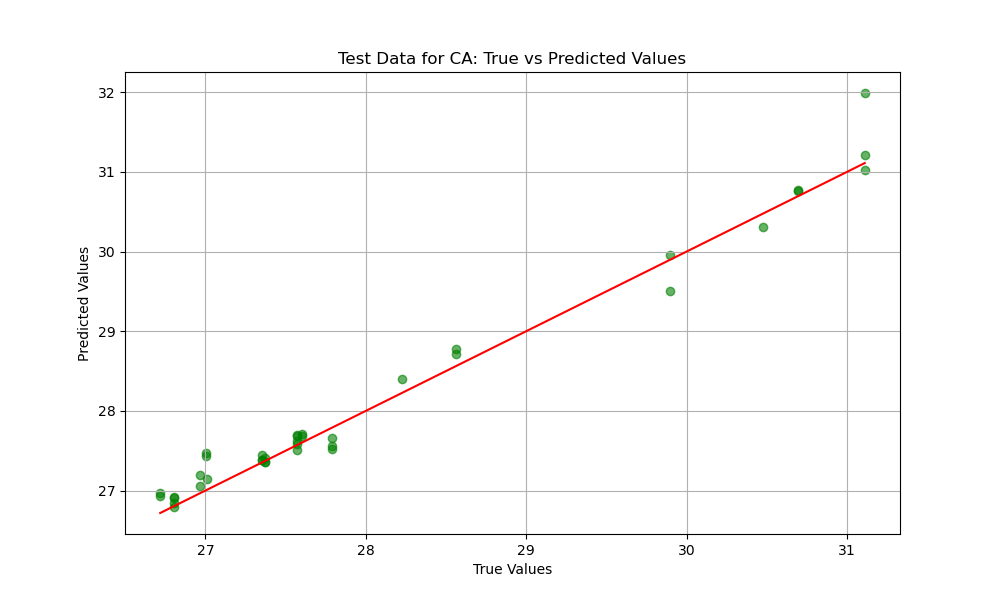 Test Data for CA: True vs Predicted Values
Predicted Values
32
31
30
29
28
27
27 28 29 30 31
True Values